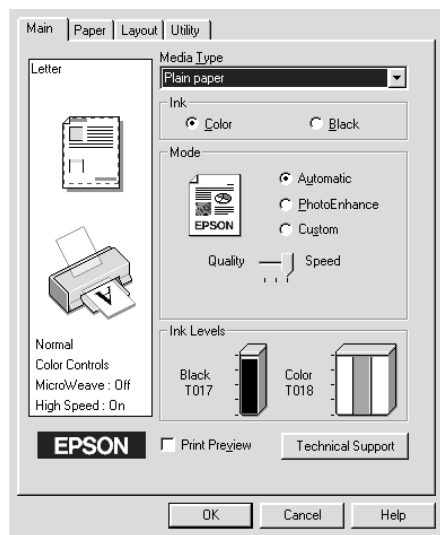 Main Paper Layout Utility
Letter
Media Type
Plain paper
Ink
Color Black
Mode
EPSON
Automatic
PhotoEnhance
Custom
Quality Speed
A
Normal
Color Controls
MicroWeave : Off
High Speed : On
Ink Levels
Black
T017
Color
T018
EPSON
Print Preview Technical Support
OK Cancel Help